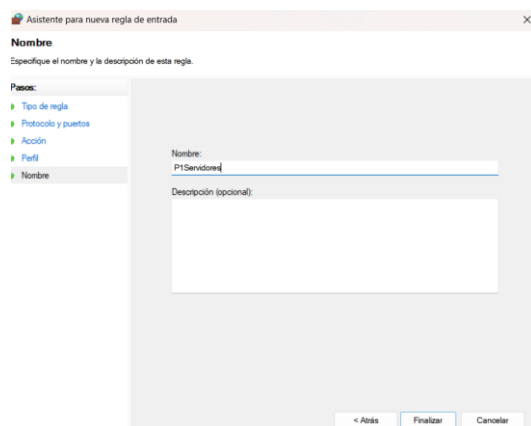 Asistente para nueva regla de entrada
Nombre
Especifique el nombre y la descripción de esta regla.
Pasos:
Tipo de regla
Protocolo y puertos
Acción
Perfil
Nombre
Nombre:
P1Servidores
Descripción (opcional):
< Atrás Finalizar Cancelar